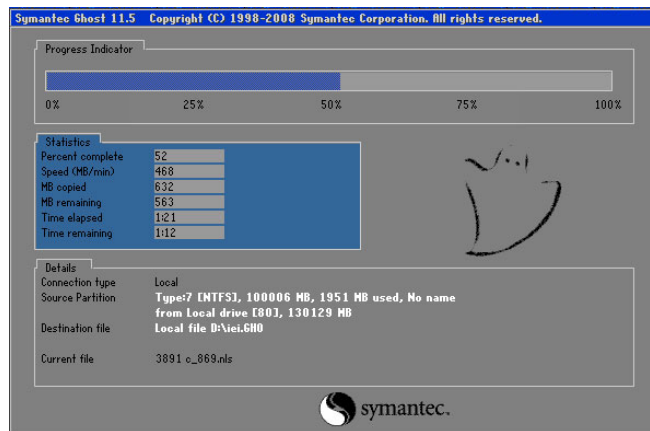 Symantec Ghost 11.5   Copyright (C) 1998-2008 Symantec Corporation. All rights reserved.
Progress Indicator
0%   25%   50%   75%   100%
Statistics
Percent complete   52
Speed (MB/min)   468
MB copied   632
MB remaining   563
Time elapsed   1:21
Time remaining   1:12
Details
Connection type   Local
Source Partition   Type:7 [NTFS], 100006 MB, 1951 MB used, No name
from Local drive [80], 130129 MB
Destination file   Local file D:\iei.GHO
Current file   3891 c_869.nls
symantec.